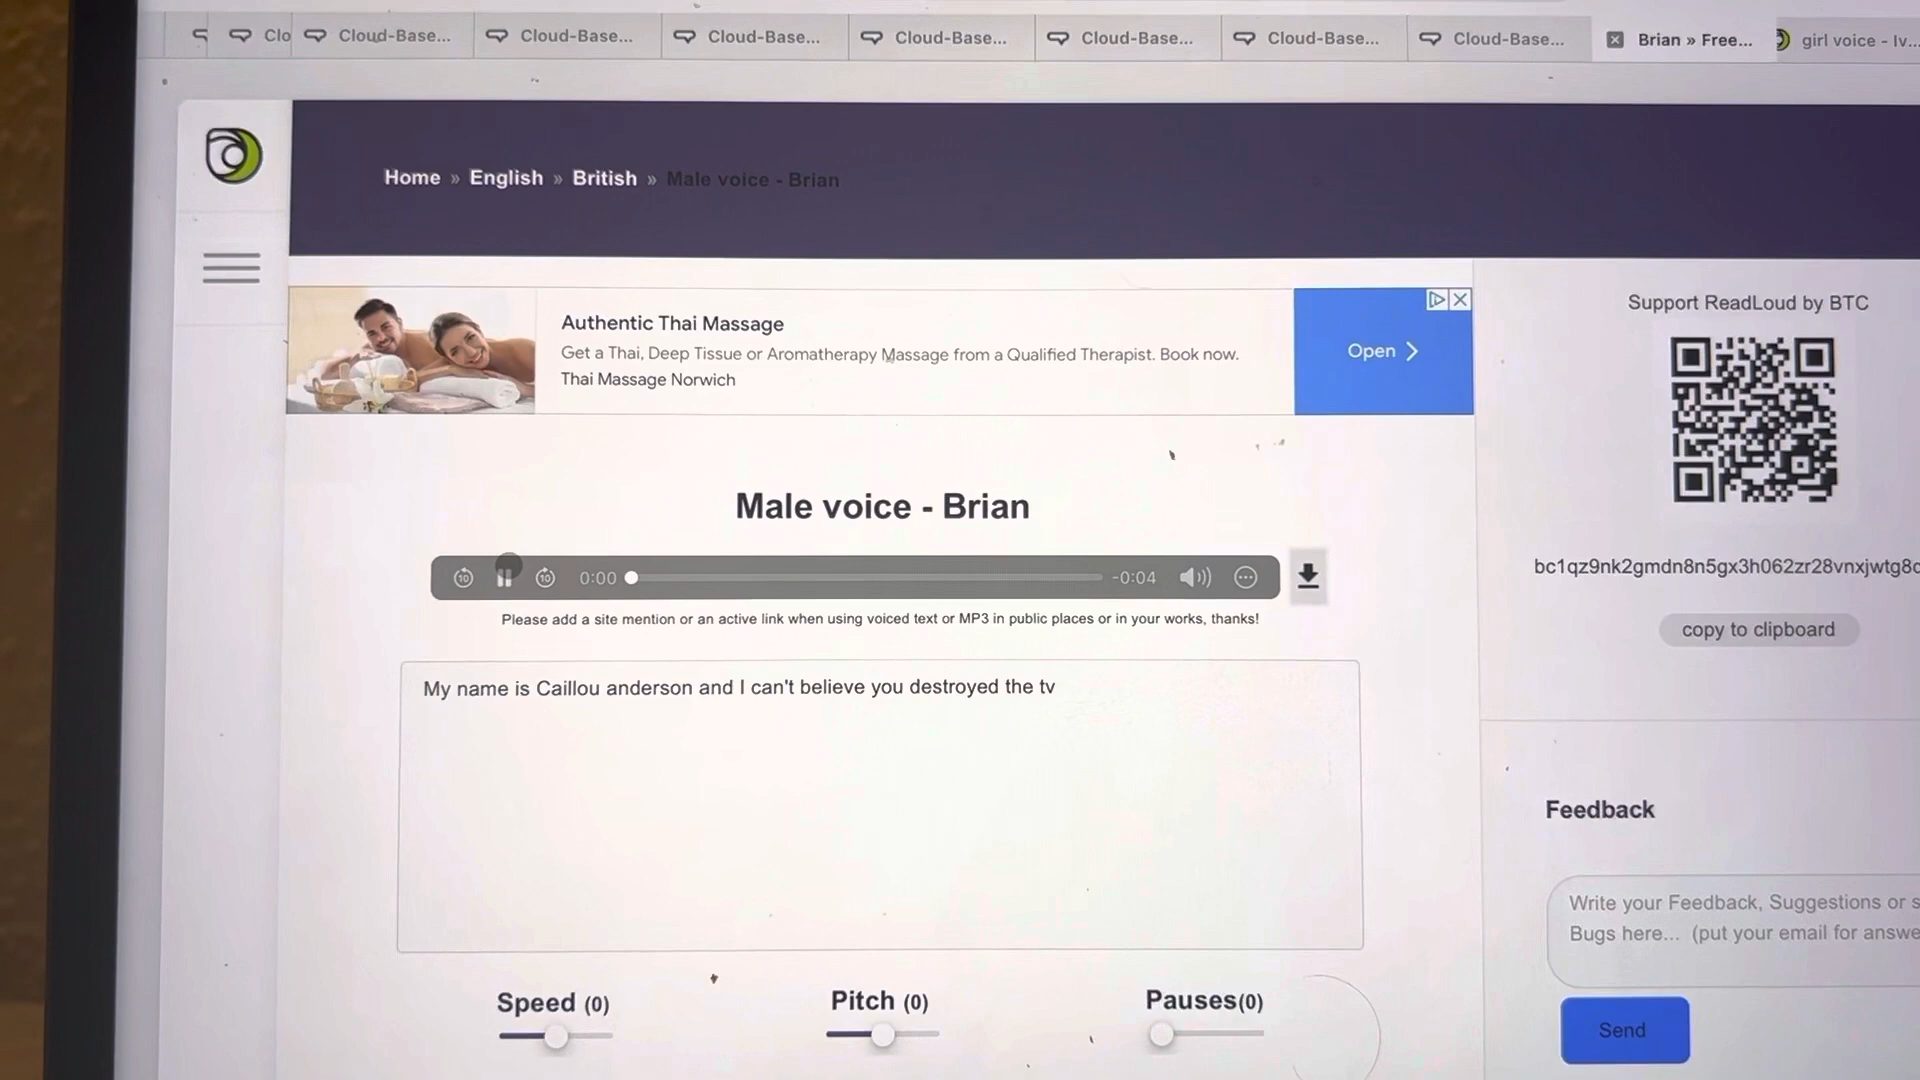 Clo
Cloud-Base...
Cloud-Base...
Cloud-Base...
Cloud-Base...
Cloud-Base...
Cloud-Base...
Cloud-Base...
Brian » Free...
girl voice - Iv...
Home » English » British » Male voice - Brian
Authentic Thai Massage
Get a Thai, Deep Tissue or Aromatherapy Massage from a Qualified Therapist. Book now.
Thai Massage Norwich
Open
Support ReadLoud by BTC
bc1qz9nk2gmdn8n5gx3h062zr28vnxjwtg8c
copy to clipboard
Male voice - Brian
10
10
0:00
-0:04
Please add a site mention or an active link when using voiced text or MP3 in public places or in your works, thanks!
My name is Caillou anderson and I can't believe you destroyed the tv
Speed (0)
Pitch (0)
Pauses(0)
Feedback
Write your Feedback, Suggestions or s
Bugs here... (put your email for answe
Send